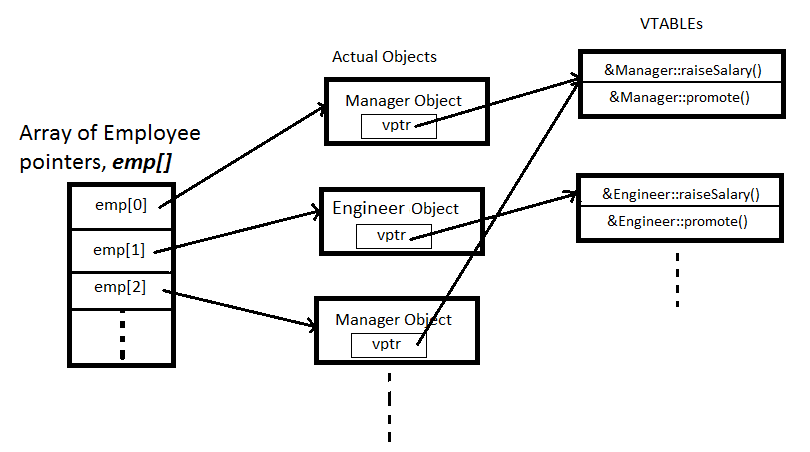 VTABLEs
Actual Objects
&Manager::raiseSalary()
&Manager::promote()
Manager Object
vptr
Array of Employee
pointers, emp[]
emp[0]
Engineer Object
vptr
&Engineer::raiseSalary()
&Engineer::promote()
emp[1]
emp[2]
Manager Object
vptr